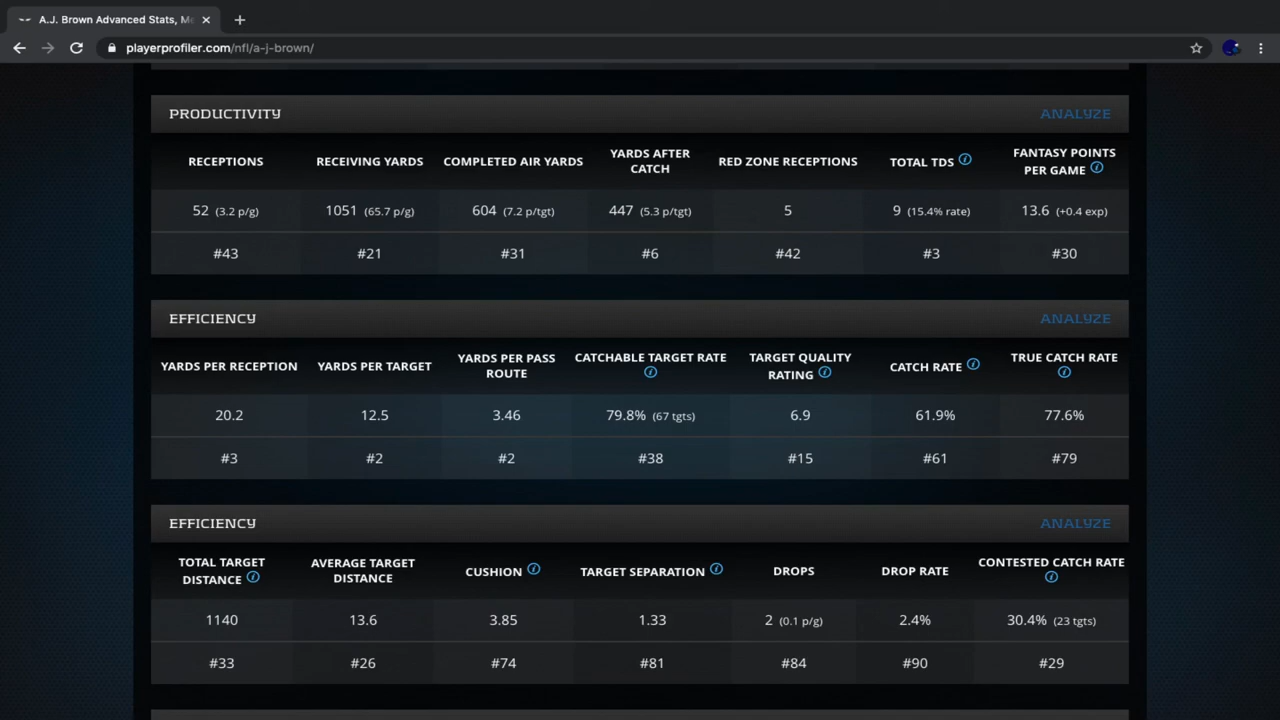 A.J. Brown Advanced Stats, Me
playerprofiler.com/nfl/a-j-brown/
PRODUCTIVITY ANALYZE
RECEPTIONS RECEIVING YARDS COMPLETED AIR YARDS YARDS AFTER CATCH RED ZONE RECEPTIONS TOTAL TDS FANTASY POINTS PER GAME
52 (3.2 p/g) 1051 (65.7 p/g) 604 (7.2 p/tgt) 447 (5.3 p/tgt) 5 9 (15.4% rate) 13.6 (+0.4 exp)
#43 #21 #31 #6 #42 #3 #30
EFFICIENCY ANALYZE
YARDS PER RECEPTION YARDS PER TARGET YARDS PER PASS ROUTE CATCHABLE TARGET RATE TARGET QUALITY RATING CATCH RATE TRUE CATCH RATE
20.2 12.5 3.46 79.8% (67 tgts) 6.9 61.9% 77.6%
#3 #2 #2 #38 #15 #61 #79
EFFICIENCY ANALYZE
TOTAL TARGET DISTANCE AVERAGE TARGET DISTANCE CUSHION TARGET SEPARATION DROPS DROP RATE CONTESTED CATCH RATE
1140 13.6 3.85 1.33 2 (0.1 p/g) 2.4% 30.4% (23 tgts)
#33 #26 #74 #81 #84 #90 #29